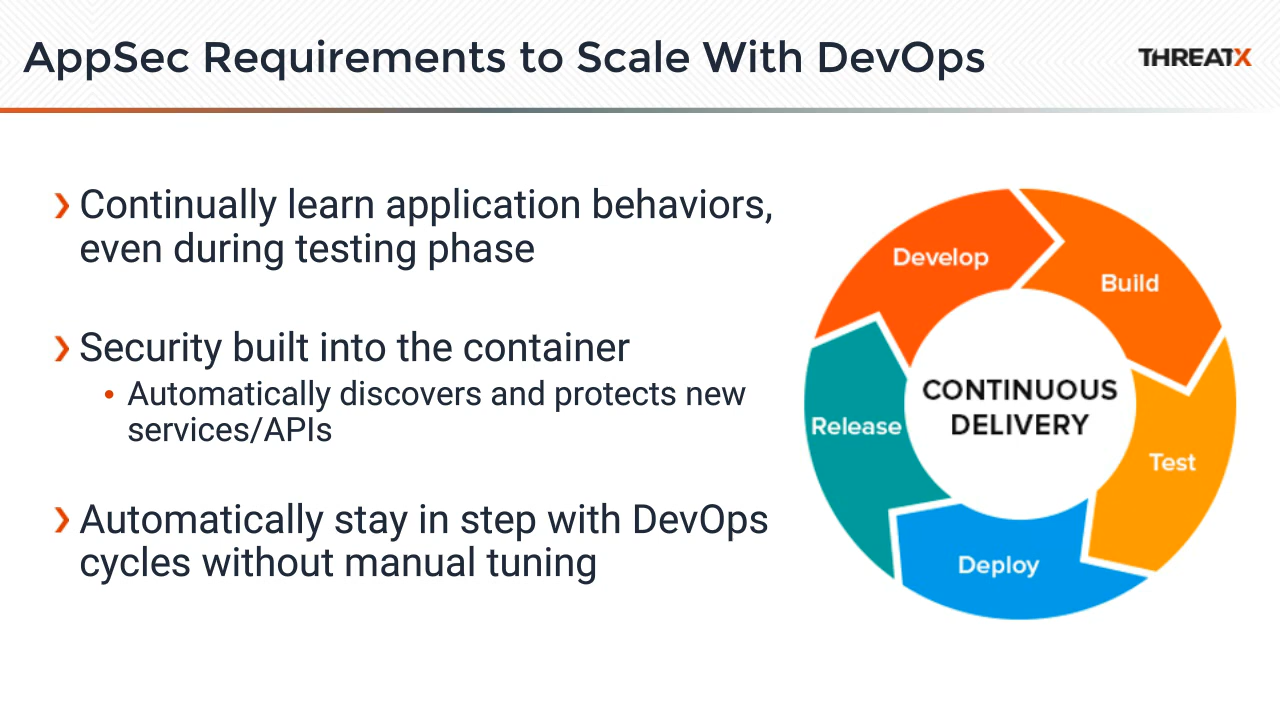 AppSec Requirements to Scale With DevOps
THREATX
Continually learn application behaviors,
even during testing phase
Security built into the container
• Automatically discovers and protects new
services/APIs
Automatically stay in step with DevOps
cycles without manual tuning
Develop
Build
CONTINUOUS
DELIVERY
Release
Test
Deploy